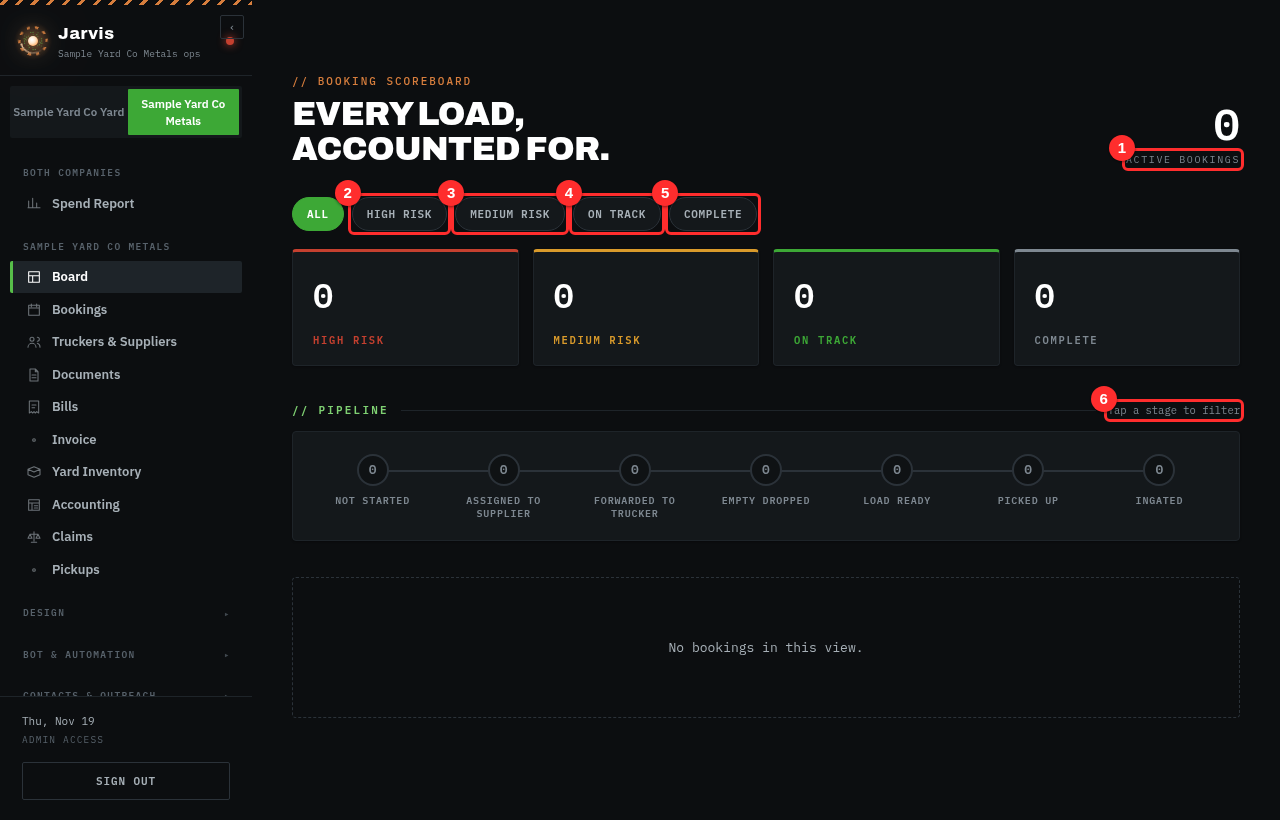 Jarvis
Sample Yard Co Metals ops
‹
Sample Yard Co Yard
Sample Yard Co
Metals
BOTH COMPANIES
Spend Report
SAMPLE YARD CO METALS
Board
Bookings
Truckers & Suppliers
Documents
Bills
Invoice
Yard Inventory
Accounting
Claims
Pickups
DESIGN
BOT & AUTOMATION
CONTACTS & OUTREACH
Thu, Nov 19
ADMIN ACCESS
SIGN OUT
// BOOKING SCOREBOARD
EVERY LOAD,
ACCOUNTED FOR.
0
1
ACTIVE BOOKINGS
2 3 4 5
ALL HIGH RISK MEDIUM RISK ON TRACK COMPLETE
0 0 0 0
HIGH RISK MEDIUM RISK ON TRACK COMPLETE
6
// PIPELINE Tap a stage to filter
0 0 0 0 0 0 0
NOT STARTED ASSIGNED TO FORWARDED TO EMPTY DROPPED LOAD READY PICKED UP INGATED
SUPPLIER TRUCKER
No bookings in this view.